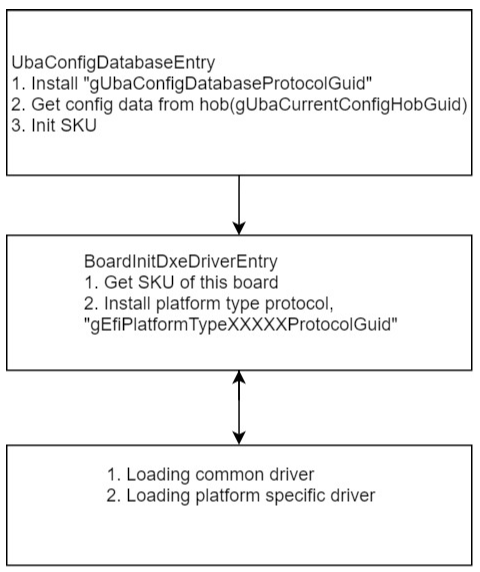 UbaConfigDatabaseEntry
1. Install "gUbaConfigDatabaseProtocolGuid"
2. Get config data from hob(gUbaCurrentConfigHobGuid)
3. Init SKU
BoardInitDxeDriverEntry
1. Get SKU of this board
2. Install platform type protocol,
"gEfiPlatformTypeXXXXXProtocolGuid"
1. Loading common driver
2. Loading platform specific driver